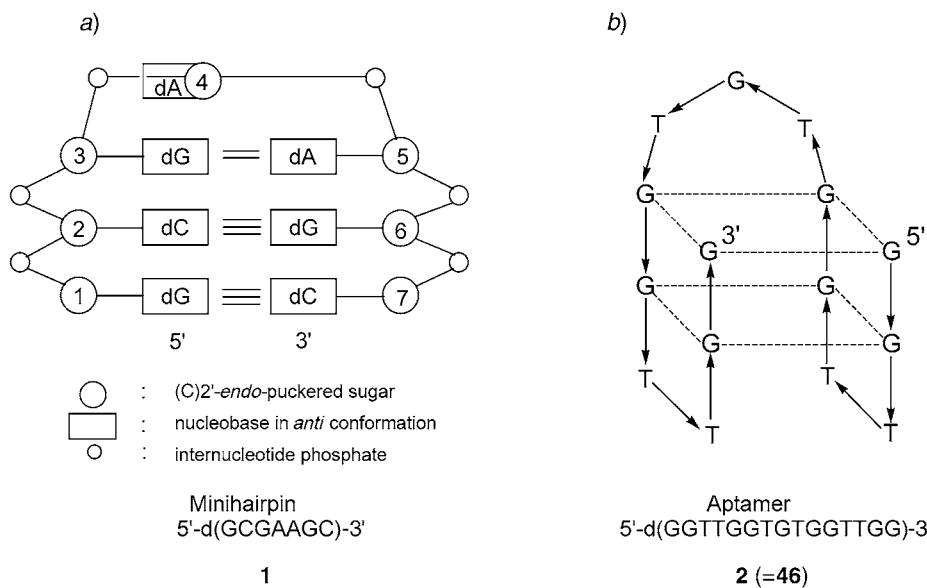 a)
dA 4
3 dG dA 5
2 dC dG 6
1 dG dC 7
5' 3'
: (C)2'-endo-puckered sugar
: nucleobase in anti conformation
: internucleotide phosphate
Minihairpin
5'-d(GCGAAGC)-3'
1
b)
G
T T
G G
G 3' G 5'
G G
G G
T T
T T
Aptamer
5'-d(GGTTGGTGTGGTTGG)-3
2 (=46)